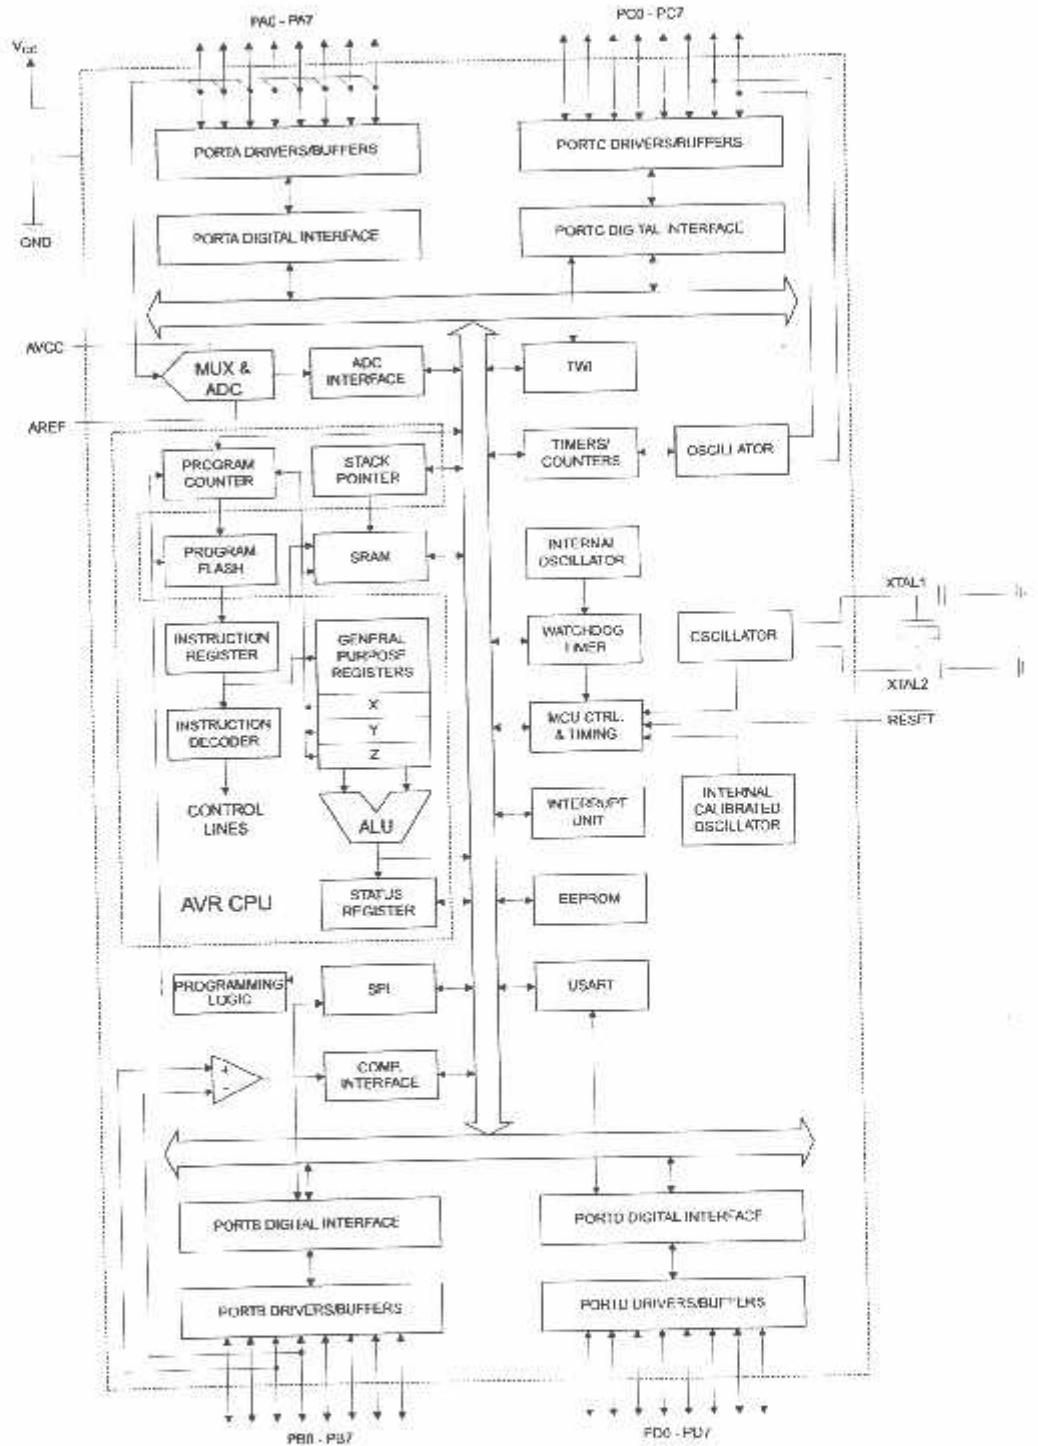 PA0 - PA7
PC0 - PC7
PORTA DRIVERS/BUFFERS
PORTC DRIVERS/BUFFERS
PORTA DIGITAL INTERFACE
PORTC DIGITAL INTERFACE
GND
AVCC
MUX &
ADC
ADC
INTERFACE
TWI
AREF
PROGRAM
COUNTER
STACK
POINTER
TIMERS/
COUNTERS
OSCILLATOR
PROGRAM
FLASH
SRAM
INTERNAL
OSCILLATOR
XTAL1
INSTRUCTION
REGISTER
GENERAL
PURPOSE
REGISTERS
WATCHDOG
TIMER
OSCILLATOR
XTAL2
X
INSTRUCTION
DECODER
Y
MCU CTRL.
& TIMING
RESET
Z
CONTROL
LINES
ALU
INTERRUPT
UNIT
INTERNAL
CALIBRATED
OSCILLATOR
AVR CPU
STATUS
REGISTER
EEPROM
PROGRAMMING
LOGIC
SPI
USART
+
-
COMP.
INTERFACE
PORTB DIGITAL INTERFACE
PORTD DIGITAL INTERFACE
PORTB DRIVERS/BUFFERS
PORTD DRIVERS/BUFFERS
PB0 - PB7
PD0 - PD7